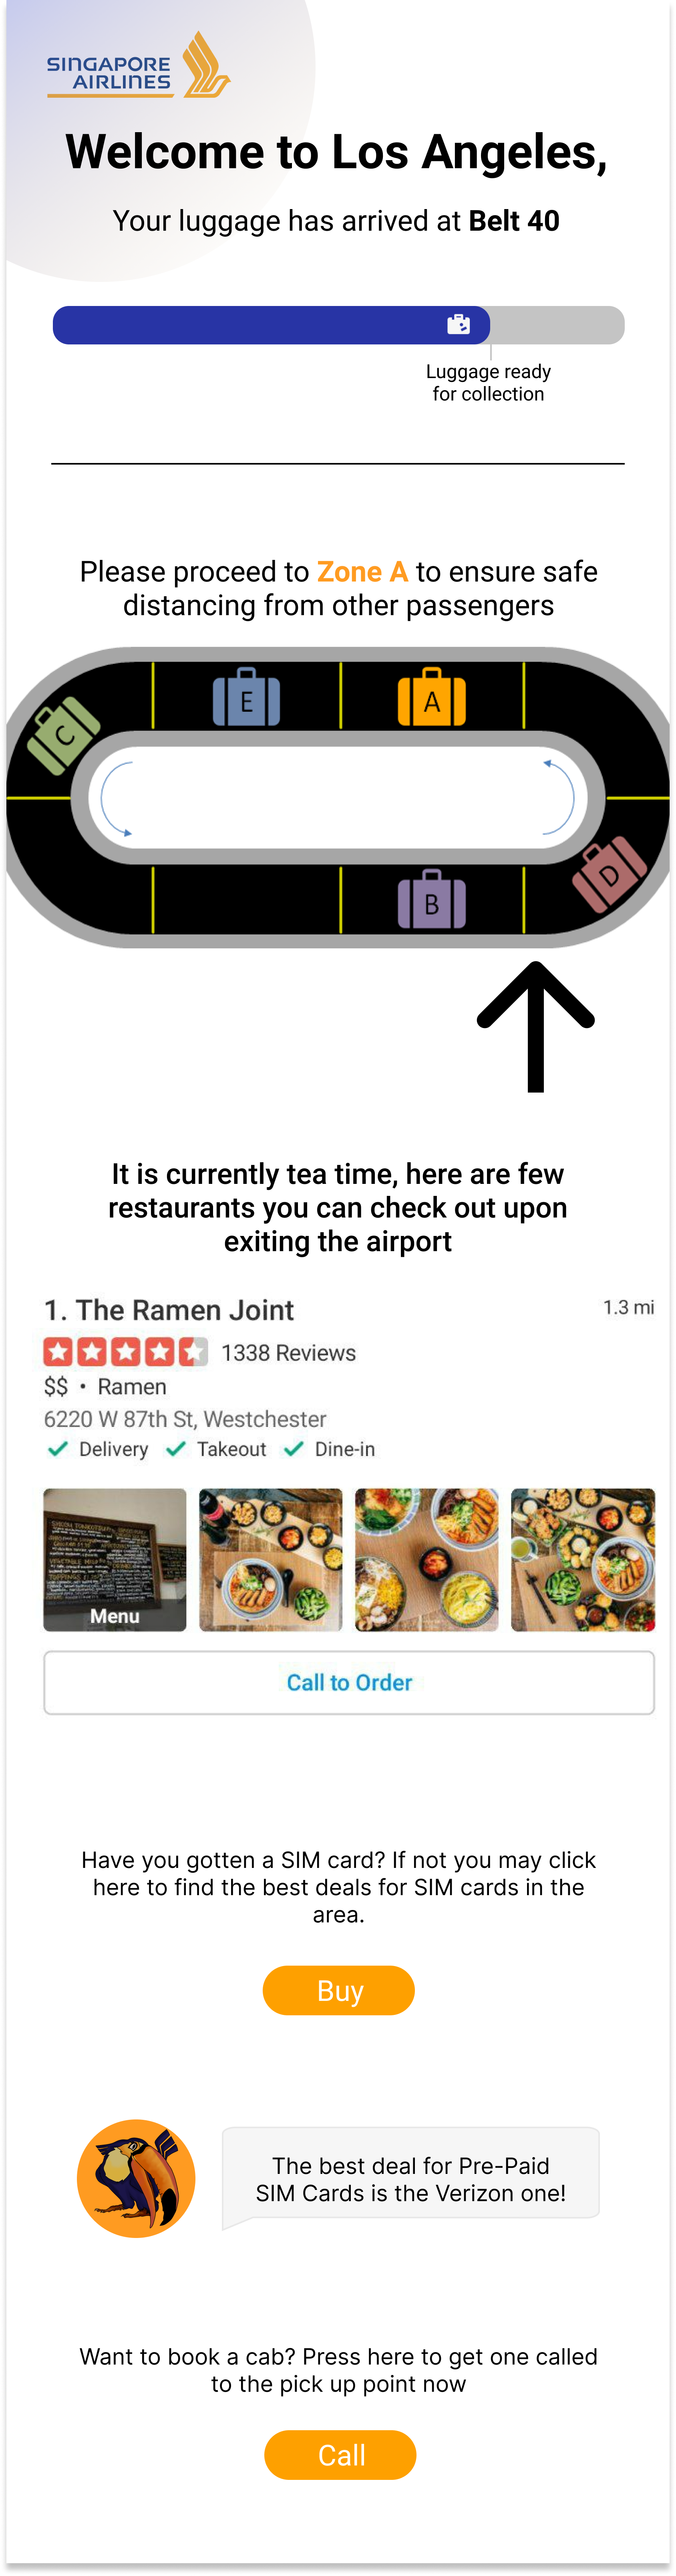 SINGAPORE
AIRLINES
Welcome to Los Angeles,
Your luggage has arrived at Belt 40
Luggage ready
for collection
Please proceed to Zone A to ensure safe
distancing from other passengers
E
A
C
D
B
It is currently tea time, here are few
restaurants you can check out upon
exiting the airport
1. The Ramen Joint
1.3 mi
1338 Reviews
$$ • Ramen
6220 W 87th St, Westchester
Delivery
Takeout
Dine-in
Menu
Call to Order
Have you gotten a SIM card? If not you may click
here to find the best deals for SIM cards in the
area.
Buy
The best deal for Pre-Paid
SIM Cards is the Verizon one!
Want to book a cab? Press here to get one called
to the pick up point now
Call